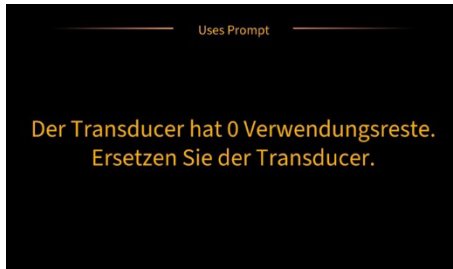 Uses Prompt
Der Transducer hat 0 Verwendungsreste.
Ersetzen Sie der Transducer.